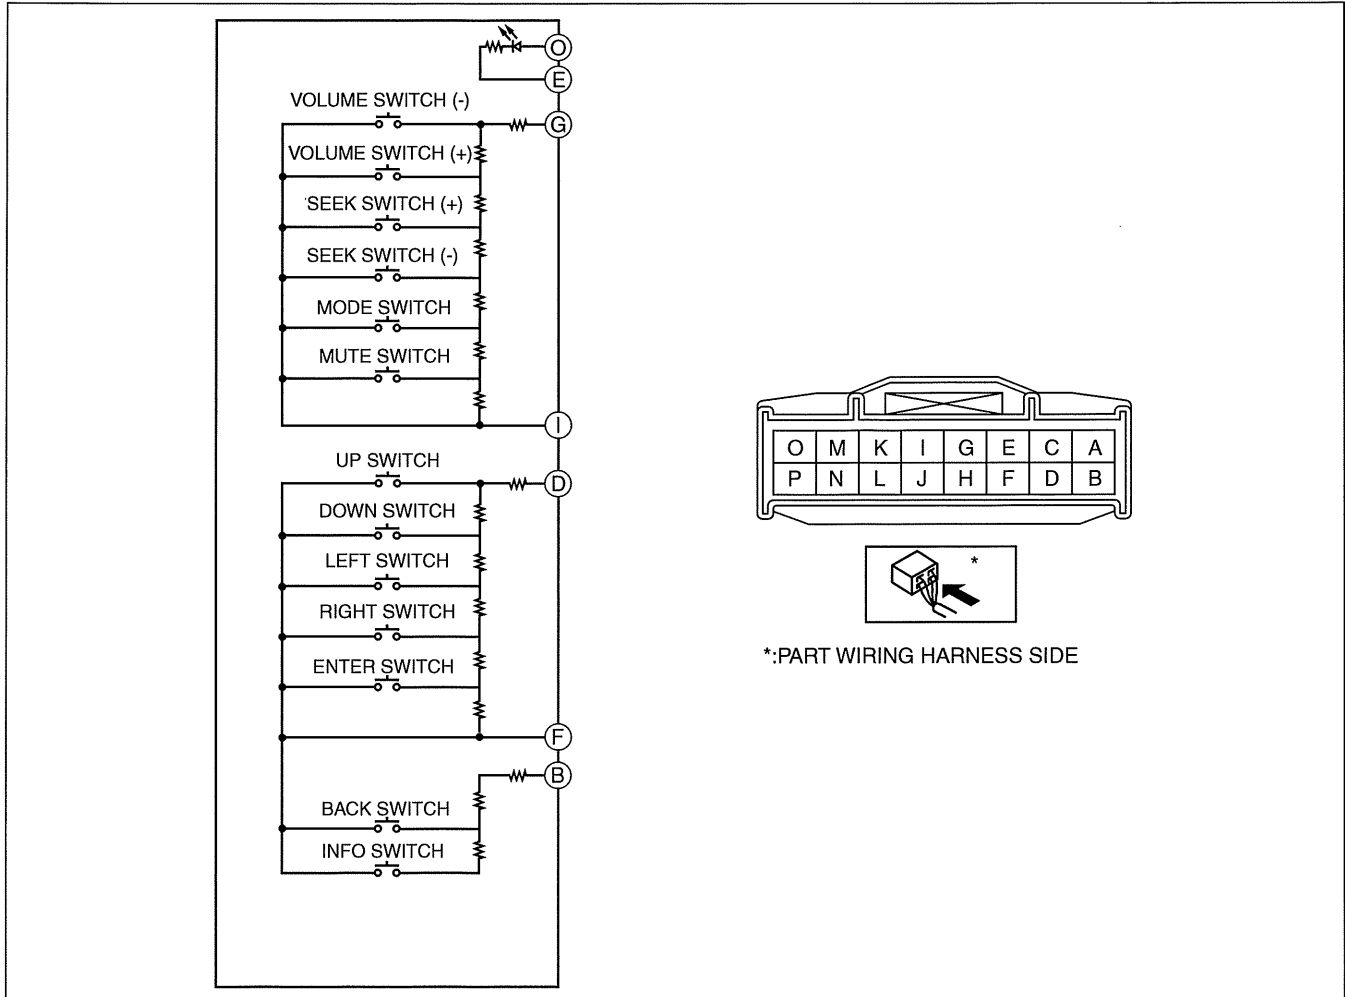 O
E
VOLUME SWITCH (-)
G
VOLUME SWITCH (+)
SEEK SWITCH (+)
SEEK SWITCH (-)
MODE SWITCH
MUTE SWITCH
I
UP SWITCH
D
DOWN SWITCH
LEFT SWITCH
RIGHT SWITCH
ENTER SWITCH
F
B
BACK SWITCH
INFO SWITCH
O M K I G E C A
P N L J H F D B
*
*:PART WIRING HARNESS SIDE